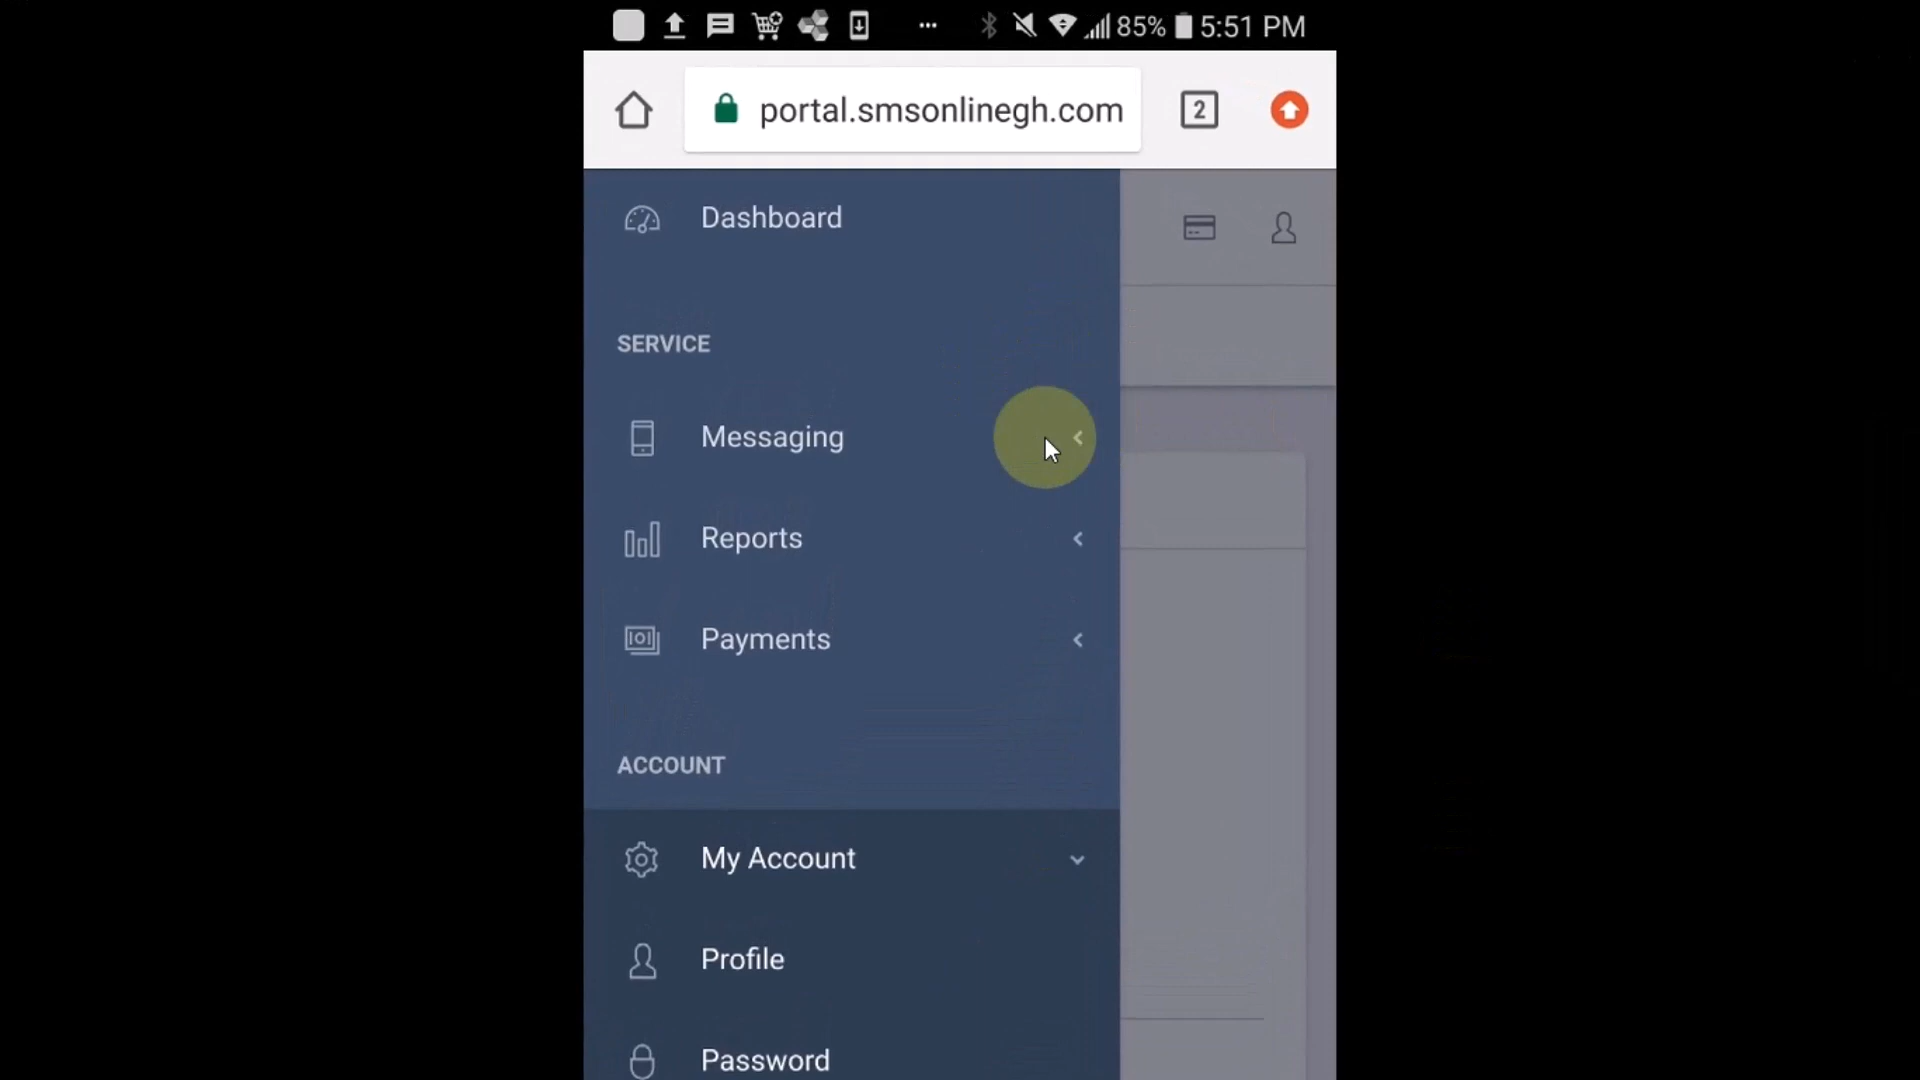 85% 5:51 PM
portal.smsonlinegh.com
2
Dashboard
SERVICE
Messaging
Reports
Payments
ACCOUNT
My Account
Profile
Password